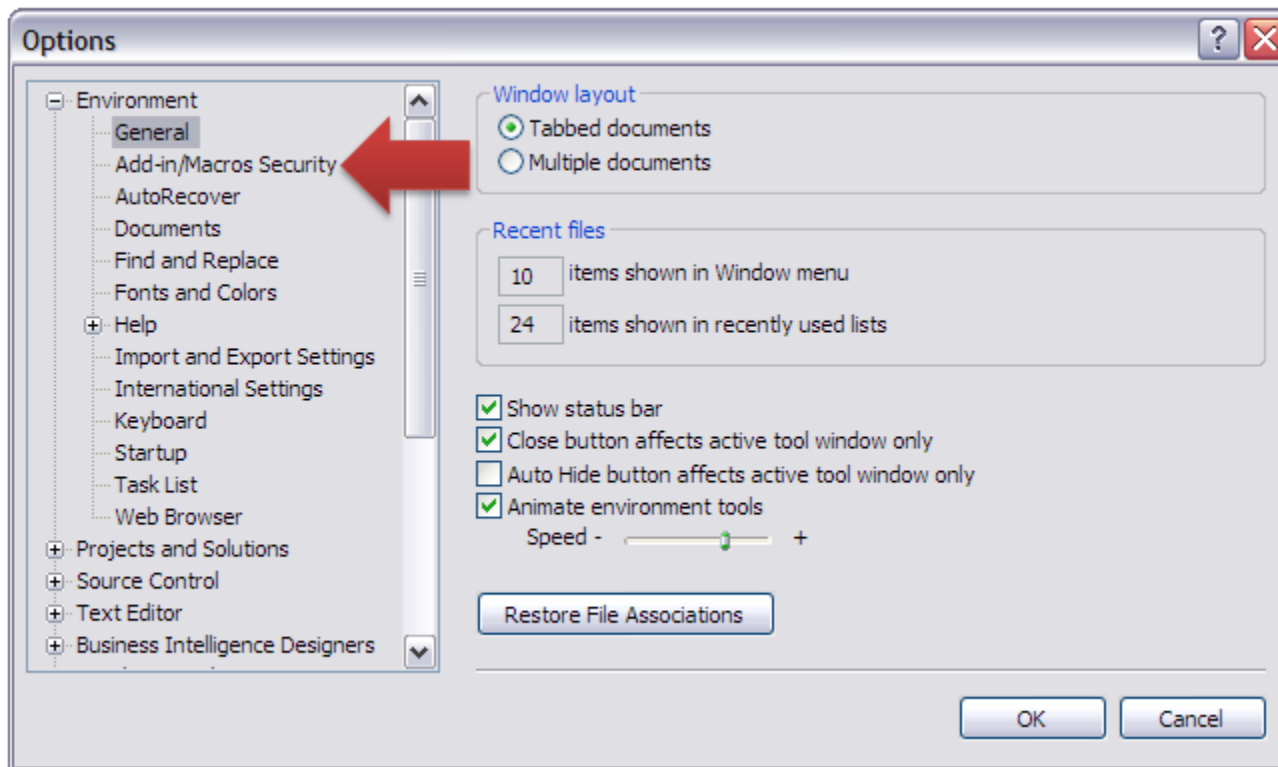 Options
Environment
General
Add-in/Macros Security
AutoRecover
Documents
Find and Replace
Fonts and Colors
Help
Import and Export Settings
International Settings
Keyboard
Startup
Task List
Web Browser
Projects and Solutions
Source Control
Text Editor
Business Intelligence Designers
Window layout
Tabbed documents
Multiple documents
Recent files
10 items shown in Window menu
24 items shown in recently used lists
Show status bar
Close button affects active tool window only
Auto Hide button affects active tool window only
Animate environment tools
Speed - +
Restore File Associations
OK Cancel